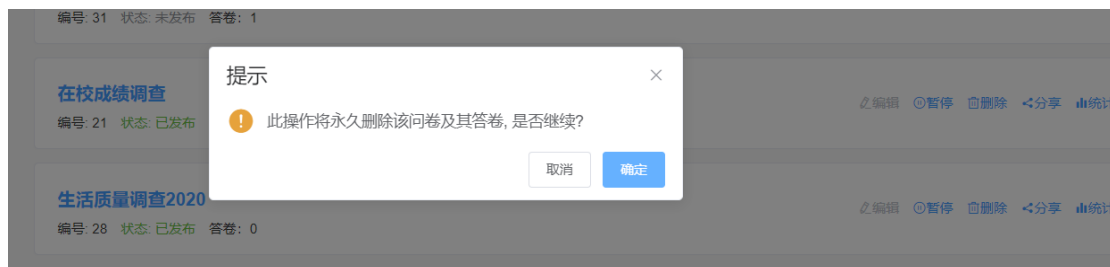 编号: 31 状态: 未发布 答卷: 1
提示
此操作将永久删除该问卷及其答卷, 是否继续?
取消 确定
在校成绩调查
编号: 21 状态: 已发布
编辑 暂停 删除 分享 统计
生活质量调查2020
编号: 28 状态: 已发布 答卷: 0
编辑 暂停 删除 分享 统计